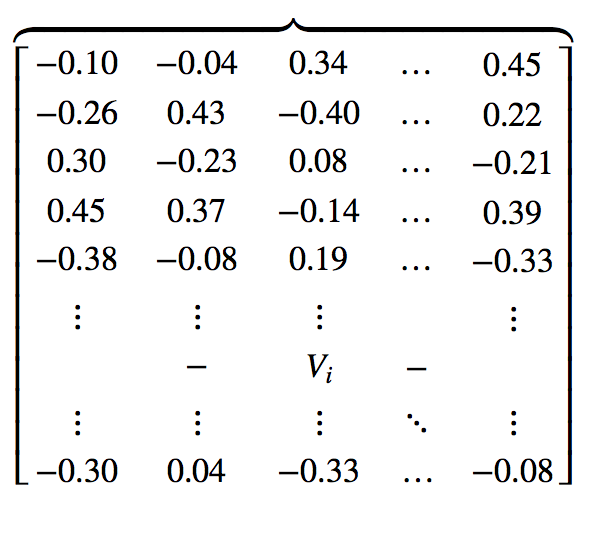 −0.10 −0.04 0.34 … 0.45
−0.26 0.43 −0.40 … 0.22
0.30 −0.23 0.08 … −0.21
0.45 0.37 −0.14 … 0.39
−0.38 −0.08 0.19 … −0.33
⋮ ⋮ ⋮ ⋮
− Vᵢ −
⋮ ⋮ ⋮ ⋱ ⋮
−0.30 0.04 −0.33 … −0.08